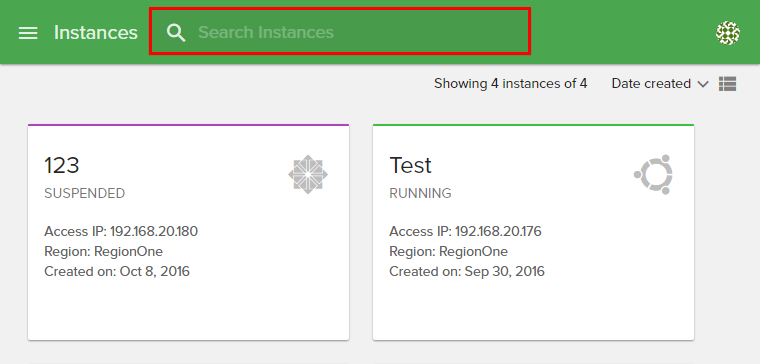 Instances
Search Instances
Showing 4 instances of 4
Date created
123
SUSPENDED
Access IP: 192.168.20.180
Region: RegionOne
Created on: Oct 8, 2016
Test
RUNNING
Access IP: 192.168.20.176
Region: RegionOne
Created on: Sep 30, 2016